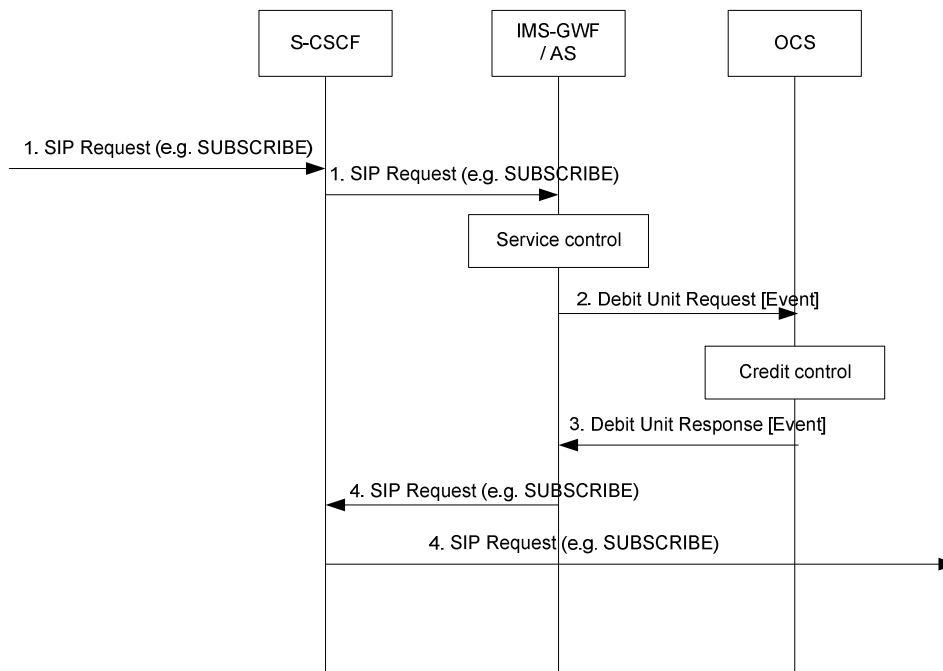 S-CSCF
IMS-GWF
/ AS
OCS
1. SIP Request (e.g. SUBSCRIBE)
1. SIP Request (e.g. SUBSCRIBE)
Service control
2. Debit Unit Request [Event]
Credit control
3. Debit Unit Response [Event]
4. SIP Request (e.g. SUBSCRIBE)
4. SIP Request (e.g. SUBSCRIBE)